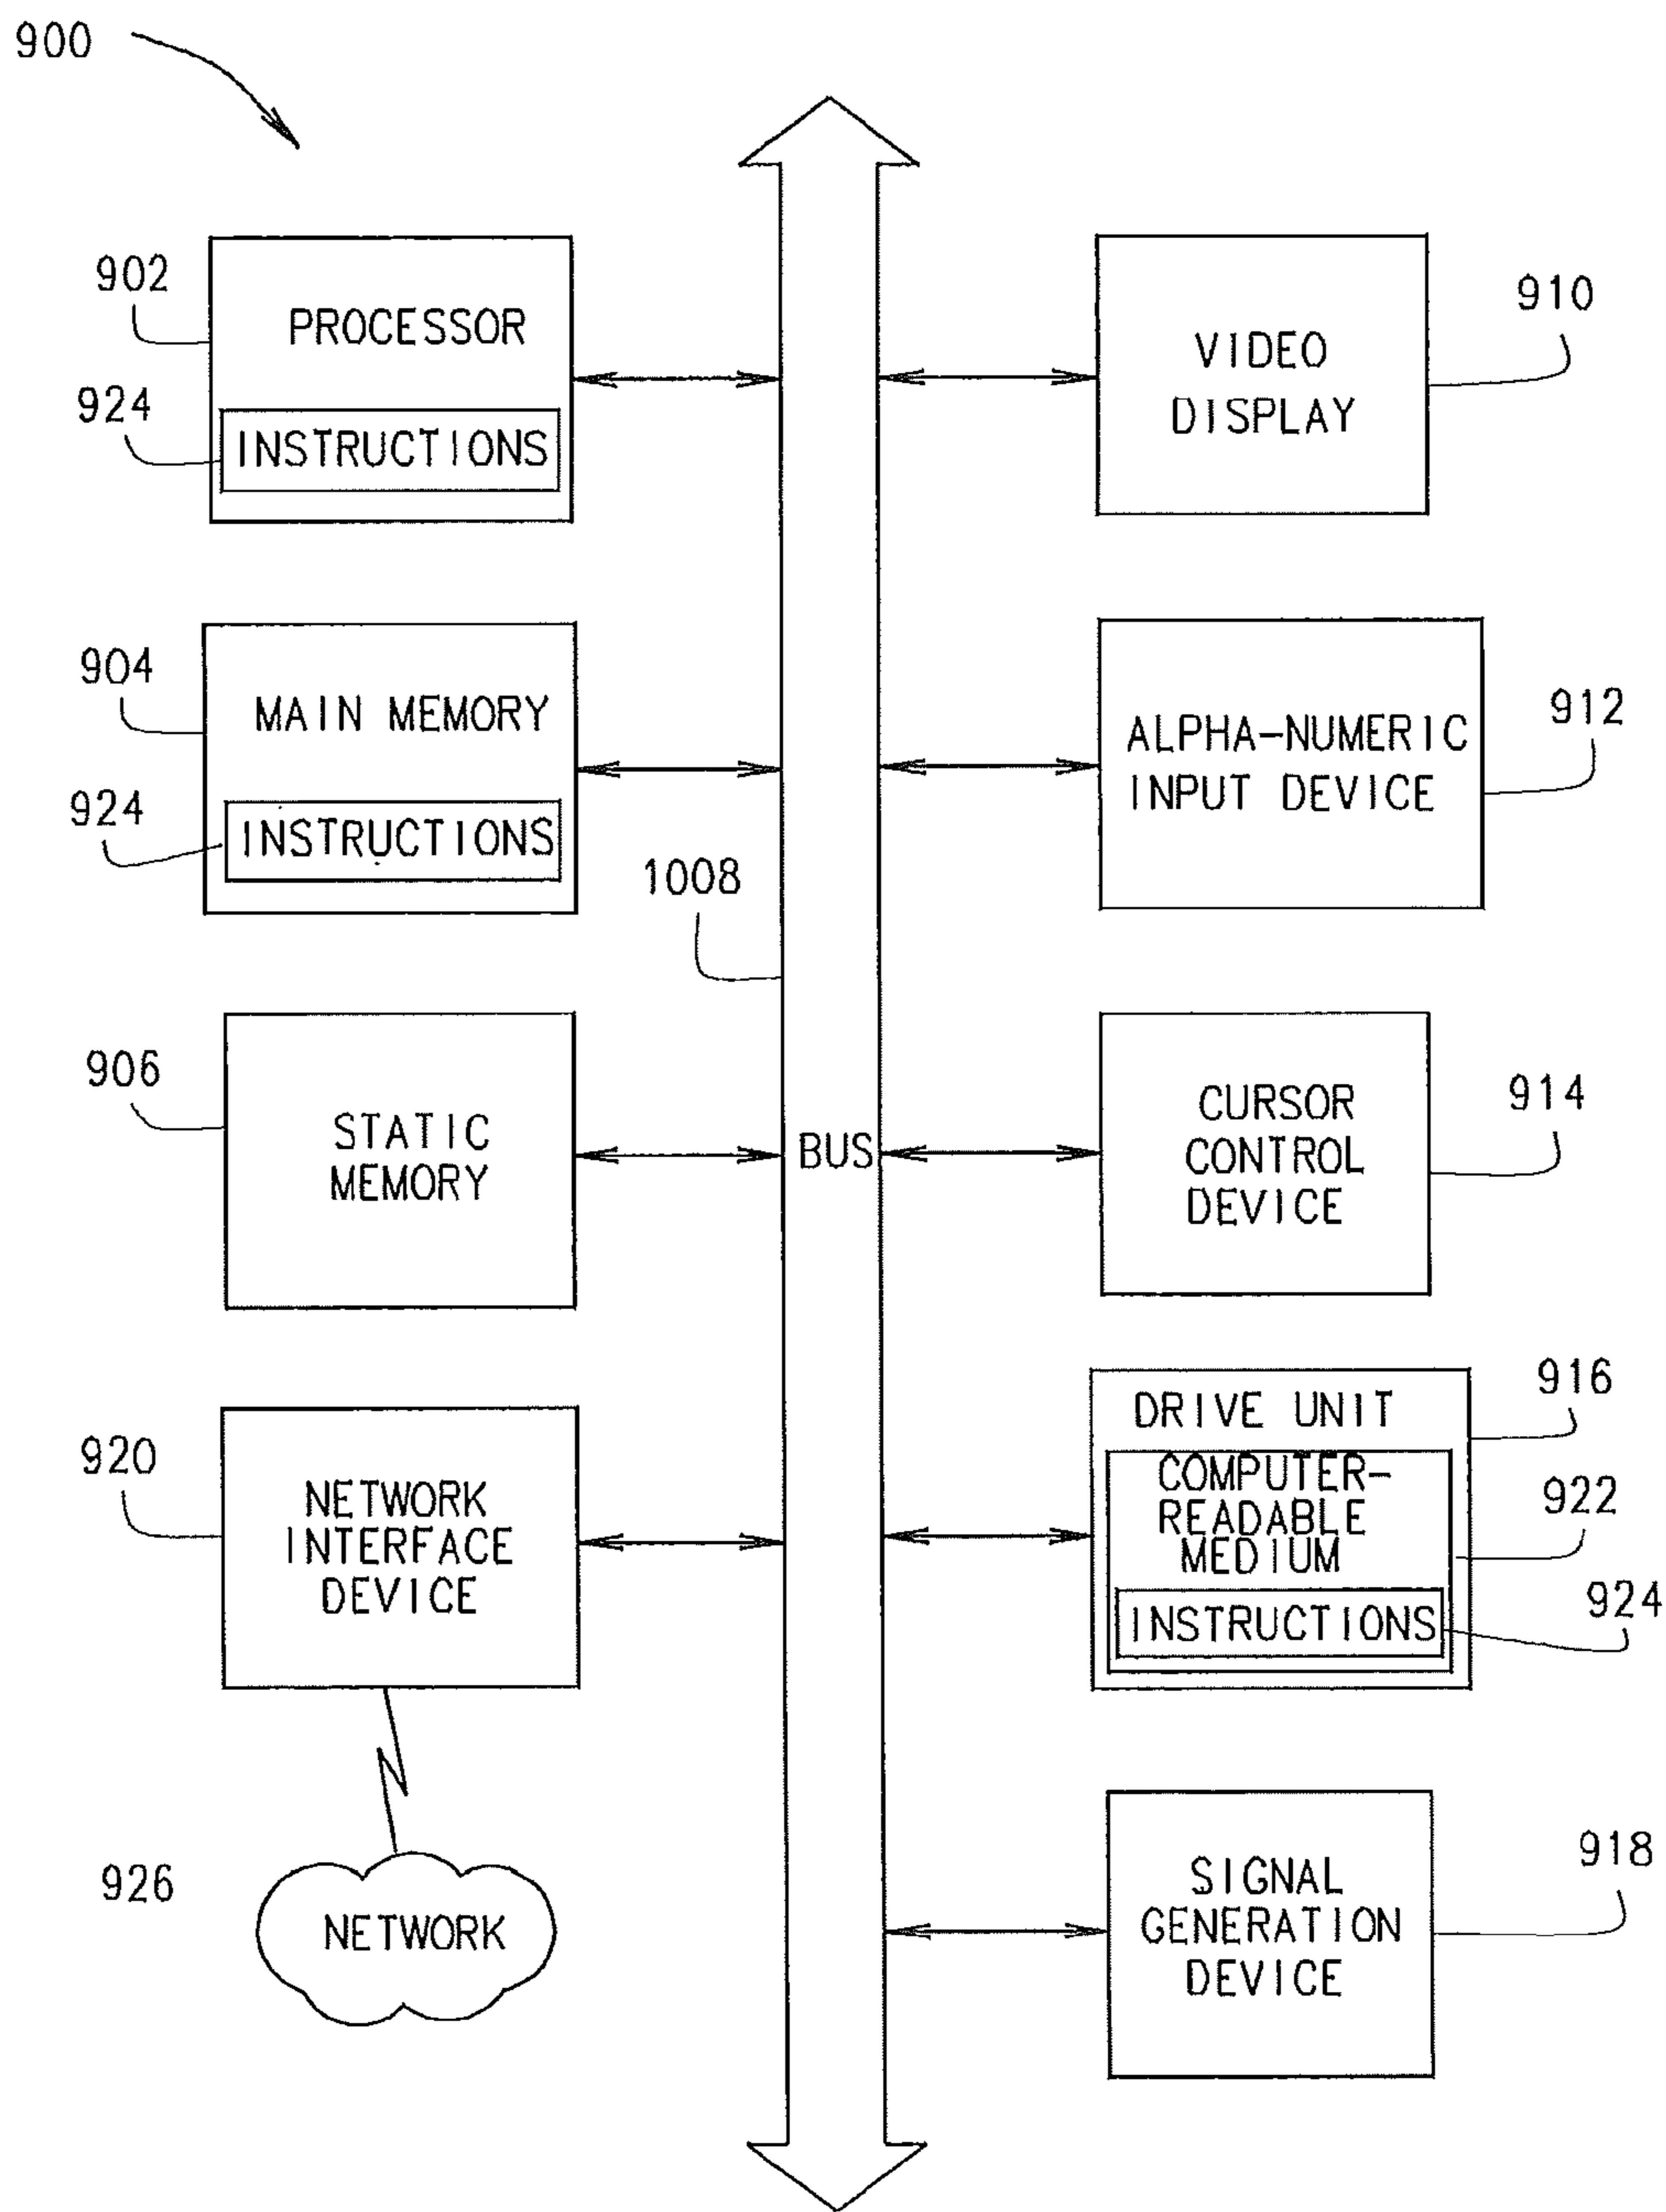 900
902
PROCESSOR
924
INSTRUCTIONS
904
MAIN MEMORY
924
INSTRUCTIONS
1008
906
STATIC
MEMORY
920
NETWORK
INTERFACE
DEVICE
926
NETWORK
BUS
910
VIDEO
DISPLAY
912
ALPHA-NUMERIC
INPUT DEVICE
914
CURSOR
CONTROL
DEVICE
916
DRIVE UNIT
COMPUTER-
READABLE
MEDIUM
922
924
INSTRUCTIONS
918
SIGNAL
GENERATION
DEVICE